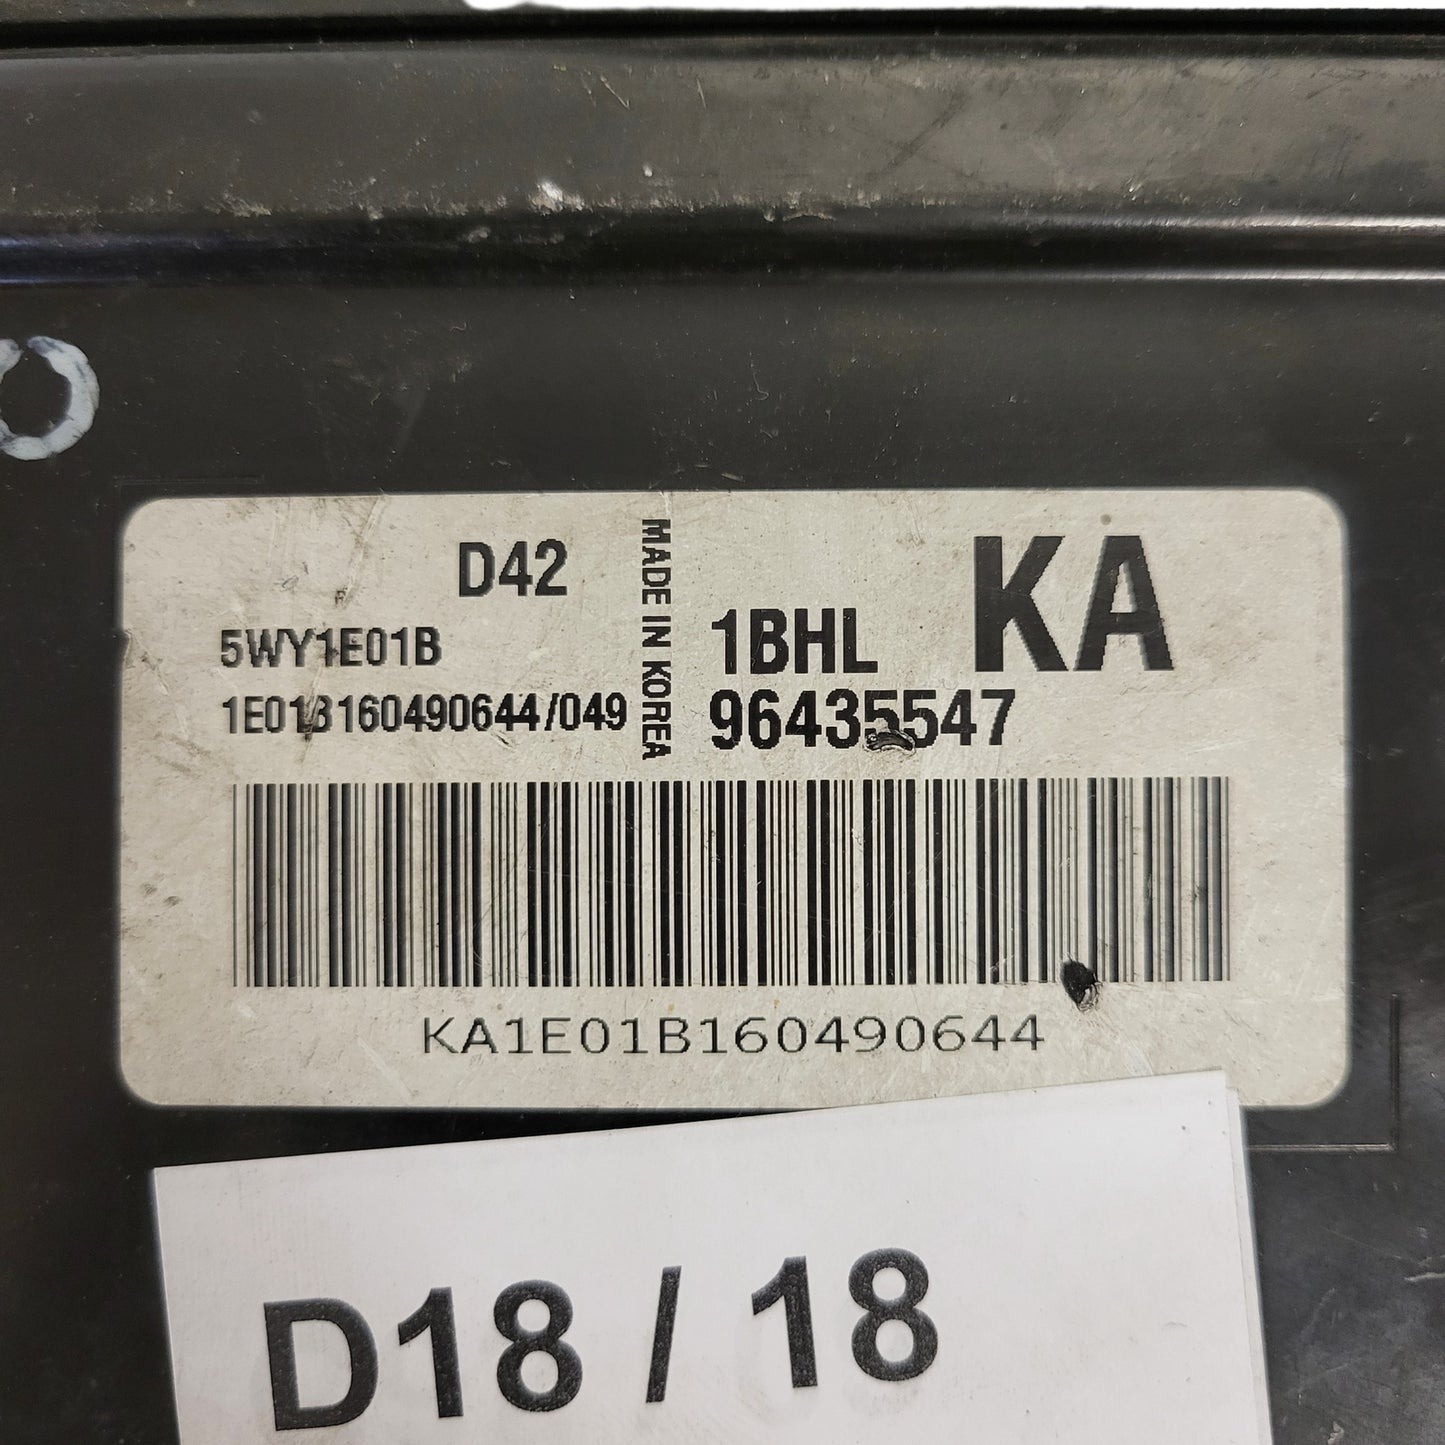 D42
5WY1E01B
1E01B160490644/049
MADE IN KOREA
1BHL KA
96435547
KA1E01B160490644
D18 / 18